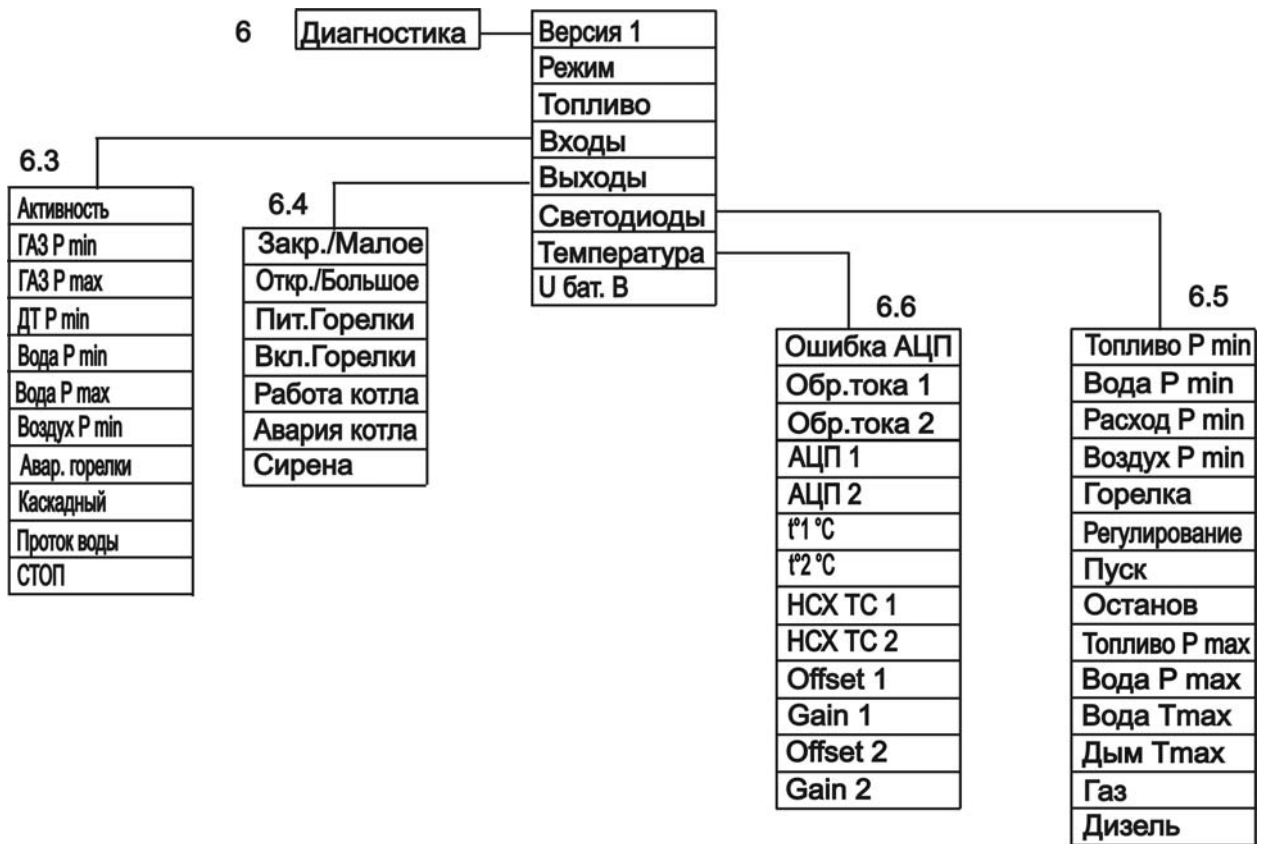 6
Диагностика
Версия 1
Режим
Топливо
Входы
Выходы
Светодиоды
Температура
U бат. В
6.3
Активность
ГАЗ P min
ГАЗ P max
ДТ P min
Вода P min
Вода P max
Воздух P min
Авар. горелки
Каскадный
Проток воды
СТОП
6.4
Закр./Малое
Откр./Большое
Пит.Горелки
Вкл.Горелки
Работа котла
Авария котла
Сирена
6.6
Ошибка АЦП
Обр.тока 1
Обр.тока 2
АЦП 1
АЦП 2
t°1 °C
t°2 °C
НСХ ТС 1
НСХ ТС 2
Offset 1
Gain 1
Offset 2
Gain 2
6.5
Топливо P min
Вода P min
Расход P min
Воздух P min
Горелка
Регулирование
Пуск
Останов
Топливо P max
Вода P max
Вода Tmax
Дым Tmax
Газ
Дизель